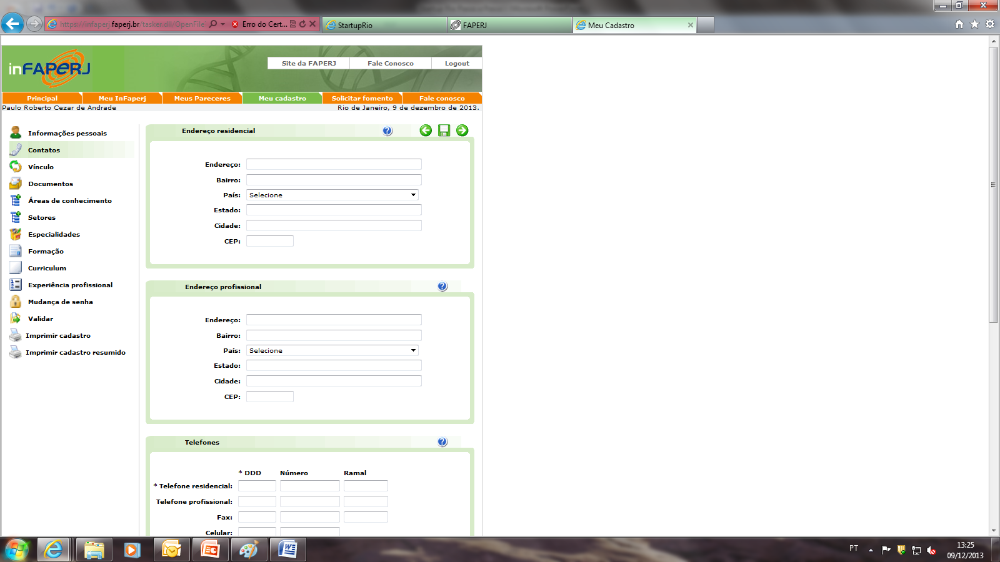 https://infaperj.faperj.br/tasker.dll/OpenFile
Erro do Cert...
StartupRio
FAPERJ
Meu Cadastro
inFAPERJ
Site da FAPERJ
Fale Conosco
Logout
Principal
Meu InFaperj
Meus Pareceres
Meu cadastro
Solicitar fomento
Fale conosco
Paulo Roberto Cezar de Andrade
Rio de Janeiro, 9 de dezembro de 2013.
Informações pessoais
Contatos
Vínculo
Documentos
Áreas de conhecimento
Setores
Especialidades
Formação
Curriculum
Experiência profissional
Mudança de senha
Validar
Imprimir cadastro
Imprimir cadastro resumido
Endereço residencial
Endereço:
Bairro:
País: Selecione
Estado:
Cidade:
CEP:
Endereço profissional
Endereço:
Bairro:
País: Selecione
Estado:
Cidade:
CEP:
Telefones
* DDD Número Ramal
* Telefone residencial:
Telefone profissional:
Fax:
Celular:
PT
13:25
09/12/2013